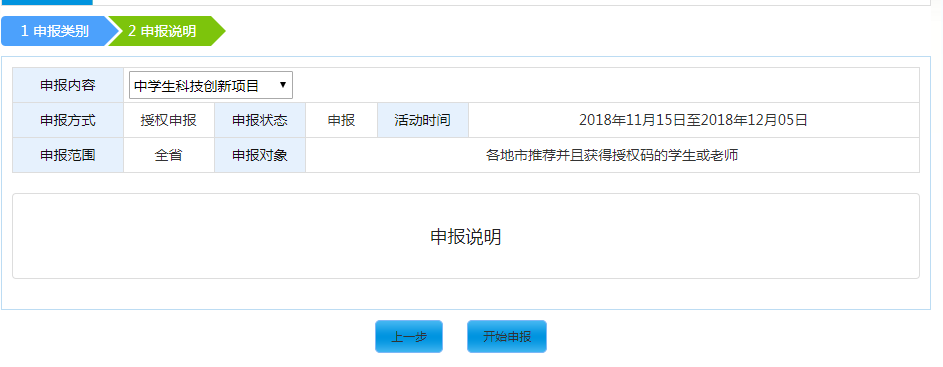 1 申报类别 2 申报说明
申报内容 中学生科技创新项目
申报方式 授权申报 申报状态 申报 活动时间 2018年11月15日至2018年12月05日
申报范围 全省 申报对象 各地市推荐并且获得授权码的学生或老师
申报说明
上一步 开始申报